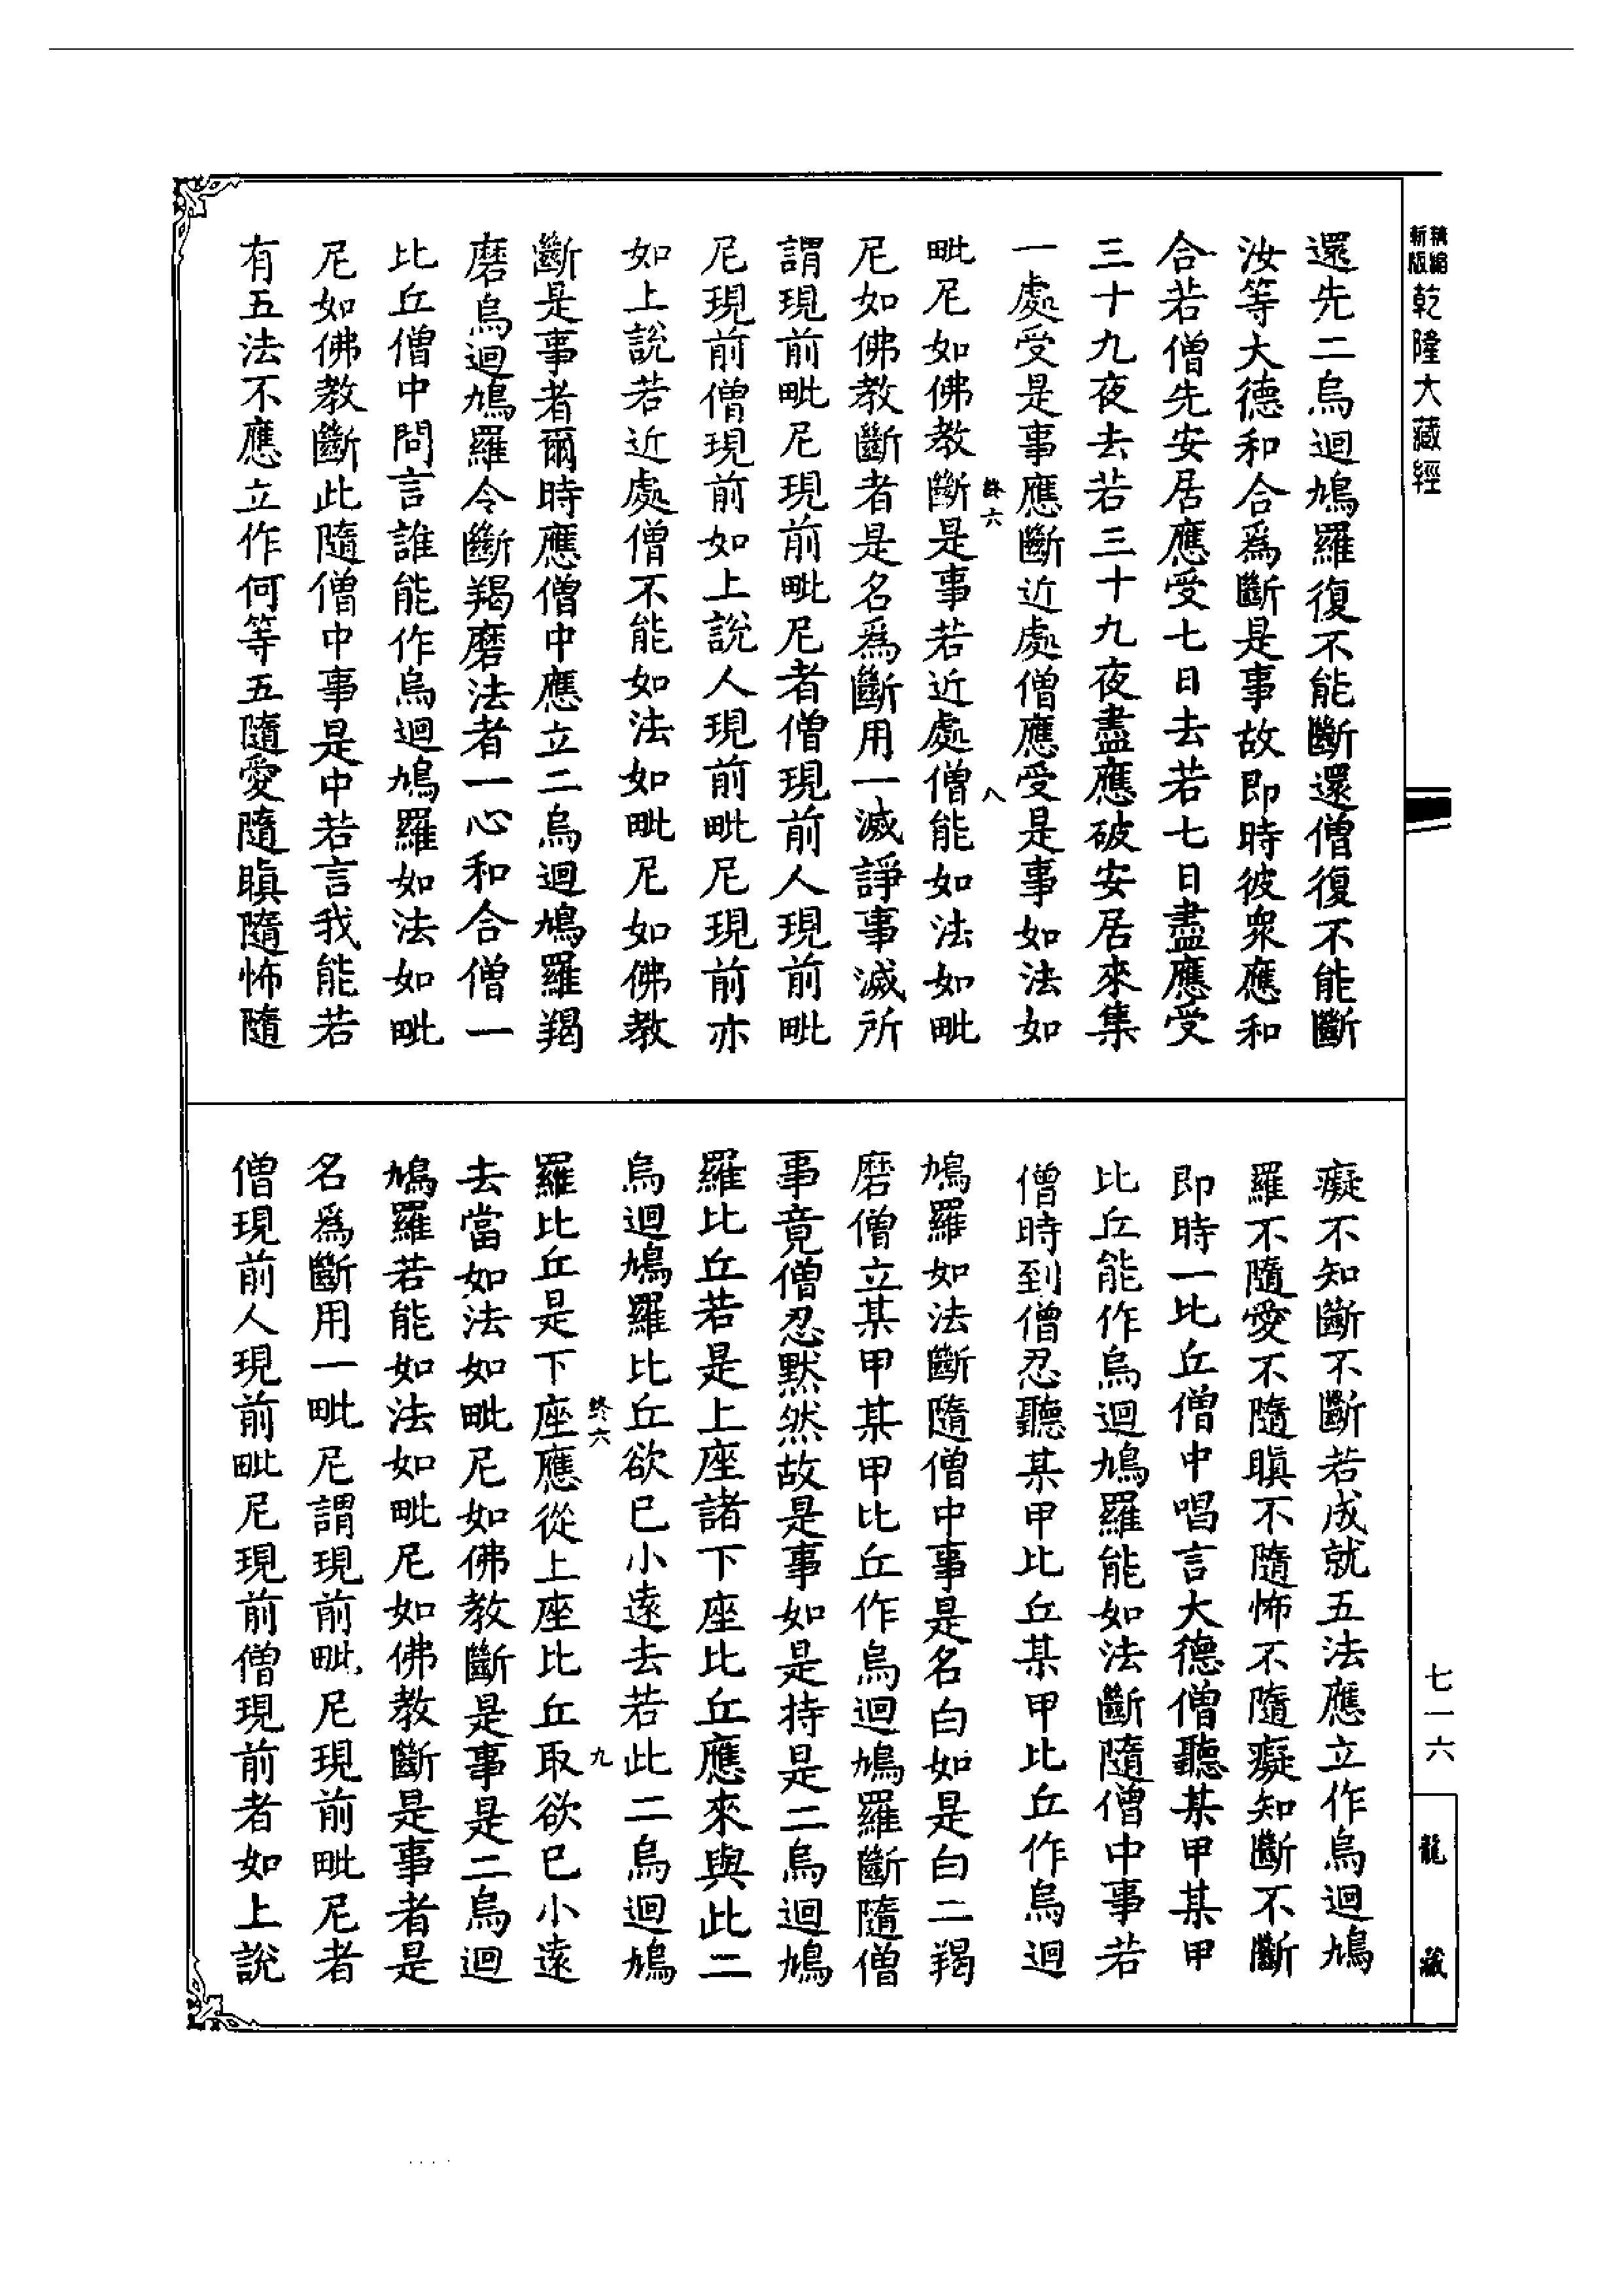 新版
精縮
乾隆大藏經
還先二烏迴鳩羅復不能斷還僧復不能斷
汝等大德和合爲斷是事故即時彼衆應和
合若僧先安居應受七日去若七日盡應受
三十九夜去若三十九夜盡應破安居來集
一處受是事應斷近處僧應受是事如法如
終六
八
毗尼如佛教斷是事若近處僧能如法如毗
尼如佛教斷者是名爲斷用一滅諍事滅所
謂現前毗尼現前毗尼者僧現前人現前毗
尼現前僧現前如上說人現前毗尼現前亦
如上說若近處僧不能如法如毗尼如佛教
斷是事者爾時應僧中應立二烏迴鳩羅羯
磨烏迴鳩羅令斷羯磨法者一心和合僧一
比丘僧中問言誰能作烏迴鳩羅如法如毗
尼如佛教斷此隨僧中事是中若言我能若
有五法不應立作何等五隨愛隨瞋隨怖隨
癡不知斷不斷若成就五法應立作烏迴鳩
羅不隨愛不隨瞋不隨怖不隨癡知斷不斷
即時一比丘僧中唱言大德僧聽某甲某甲
比丘能作烏迴鳩羅能如法斷隨僧中事若
僧時到僧忍聽某甲比丘某甲比丘作烏迴
鳩羅如法斷隨僧中事是名白如是白二羯
磨僧立某甲某甲比丘作烏迴鳩羅斷隨僧
事竟僧忍默然故是事如是持是二烏迴鳩
羅比丘若是上座諸下座比丘應來與此二
烏迴鳩羅比丘欲已小遠去若此二烏迴鳩
終六
九
羅比丘是下座應從上座比丘取欲已小遠
去當如法如毗尼如佛教斷是事是二烏迴
鳩羅若能如法如毗尼如佛教斷是事者是
名爲斷用一毗尼謂現前毗尼現前毗尼者
僧現前人現前毗尼現前僧現前者如上說
七一六
龍藏